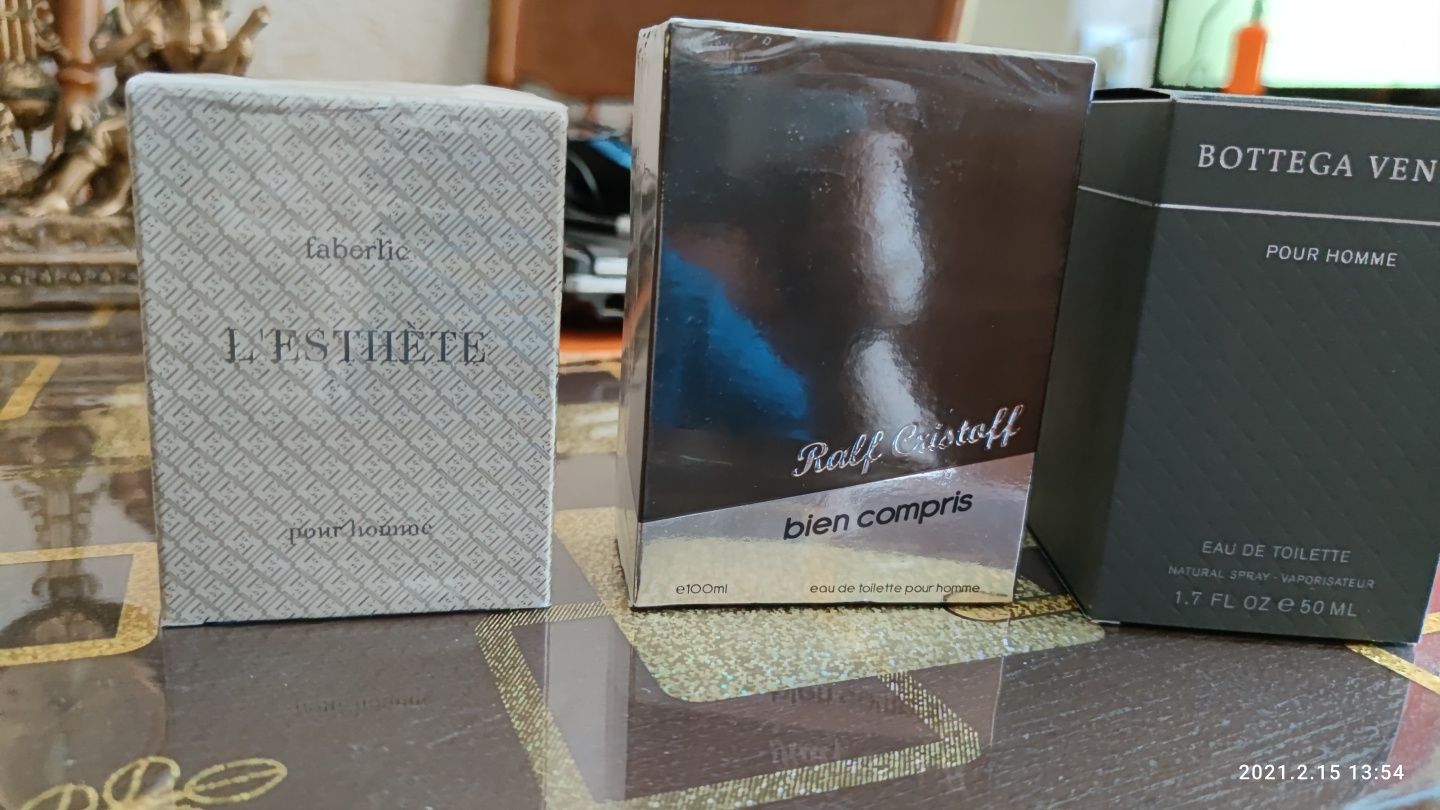 faberlic
L'ESTHÈTE
pour homme
Ralf Cristoff
bien compris
e100ml
eau de toilette pour homme
BOTTEGA VEN
POUR HOMME
EAU DE TOILETTE
NATURAL SPRAY · VAPORISATEUR
1.7 FL OZ e 50 ML
2021.2.15 13:54